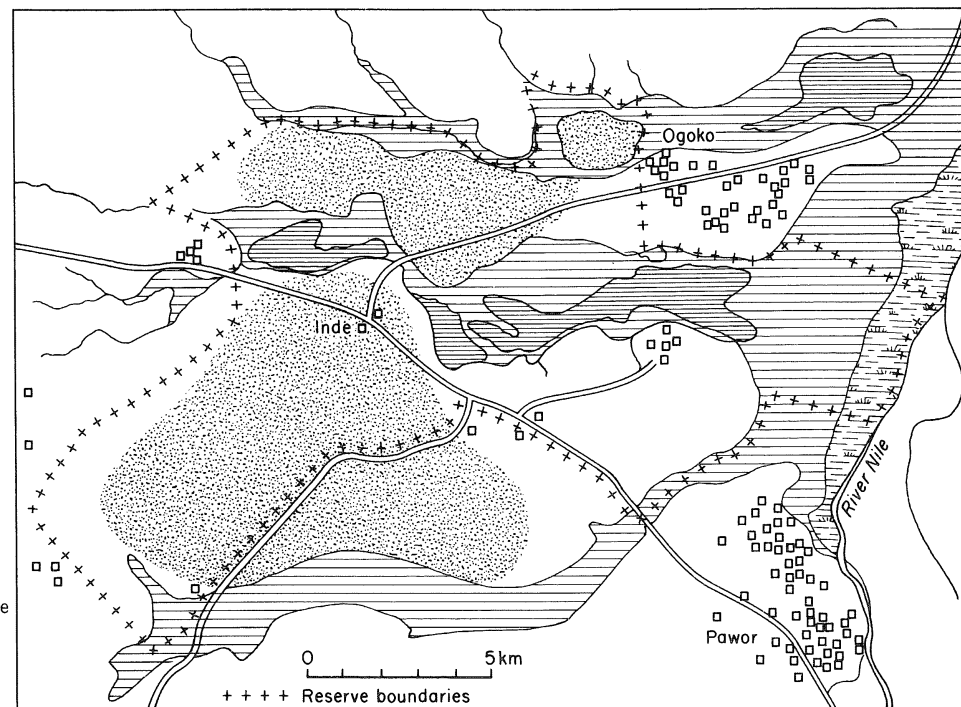 Ogoko
Inde
River Nile
e
Pawor
0 5km
++++ Reserve boundaries